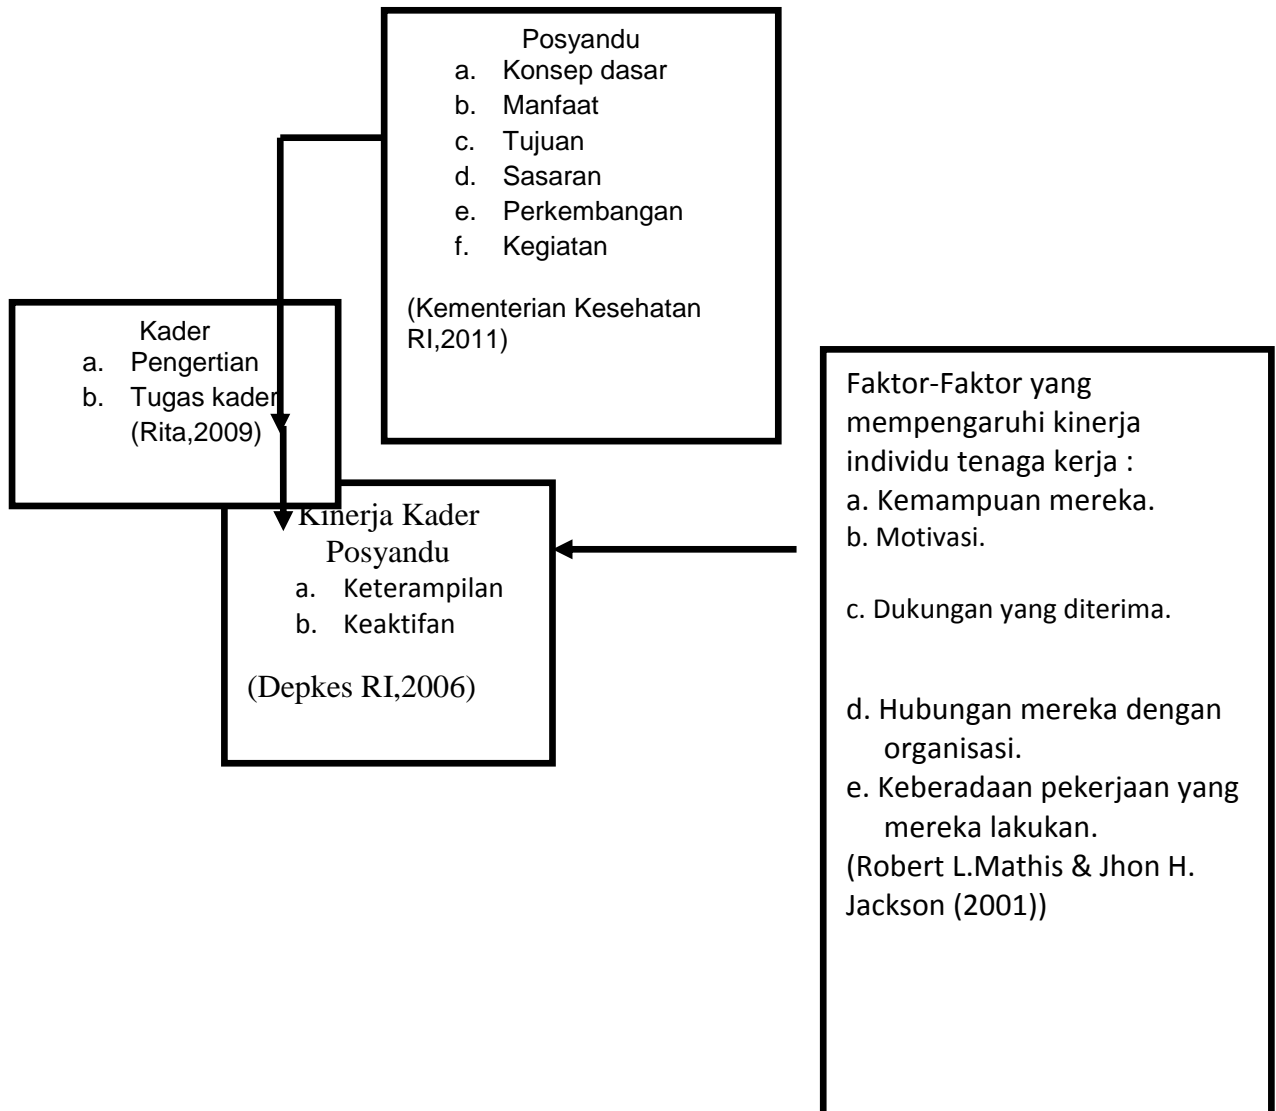 Posyandu
a. Konsep dasar
b. Manfaat
c. Tujuan
d. Sasaran
e. Perkembangan
f. Kegiatan
(Kementerian Kesehatan
RI,2011)
Kader
a. Pengertian
b. Tugas kader
(Rita,2009)
Kinerja Kader
Posyandu
a. Keterampilan
b. Keaktifan
(Depkes RI,2006)
Faktor-Faktor yang
mempengaruhi kinerja
individu tenaga kerja :
a. Kemampuan mereka.
b. Motivasi.
c. Dukungan yang diterima.
d. Hubungan mereka dengan
organisasi.
e. Keberadaan pekerjaan yang
mereka lakukan.
(Robert L.Mathis & Jhon H.
Jackson (2001))